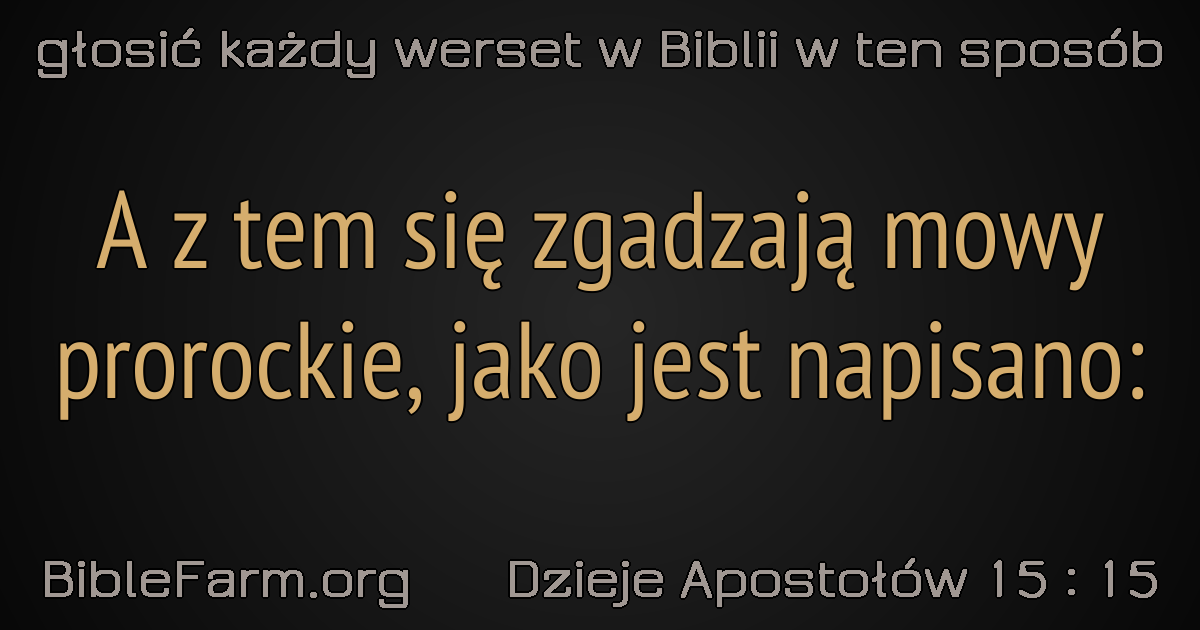 głosić każdy werset w Biblii w ten sposób
A z tem się zgadzają mowy
prorockie, jako jest napisano:
BibleFarm.org
Dzieje Apostołów 15 : 15